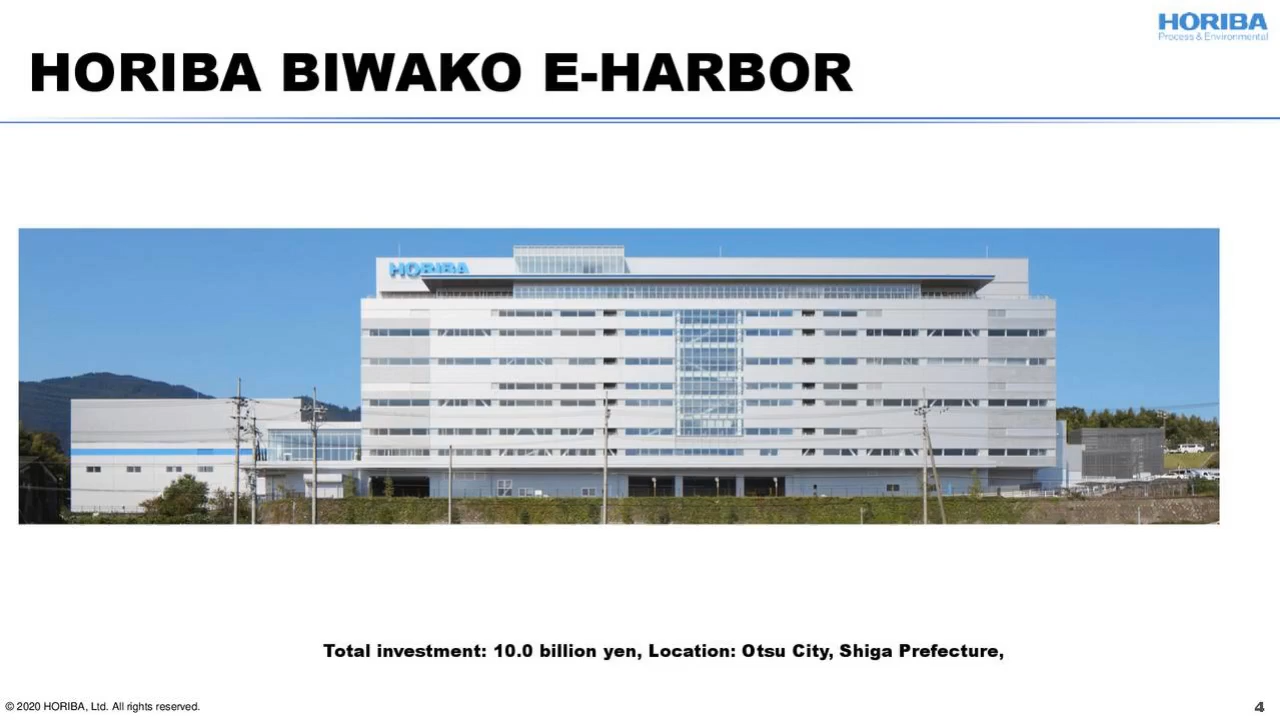 HORIBA
Process & Environmental
HORIBA BIWAKO E-HARBOR
HORIBA
Total investment: 10.0 billion yen, Location: Otsu City, Shiga Prefecture,
© 2020 HORIBA, Ltd. All rights reserved.
4